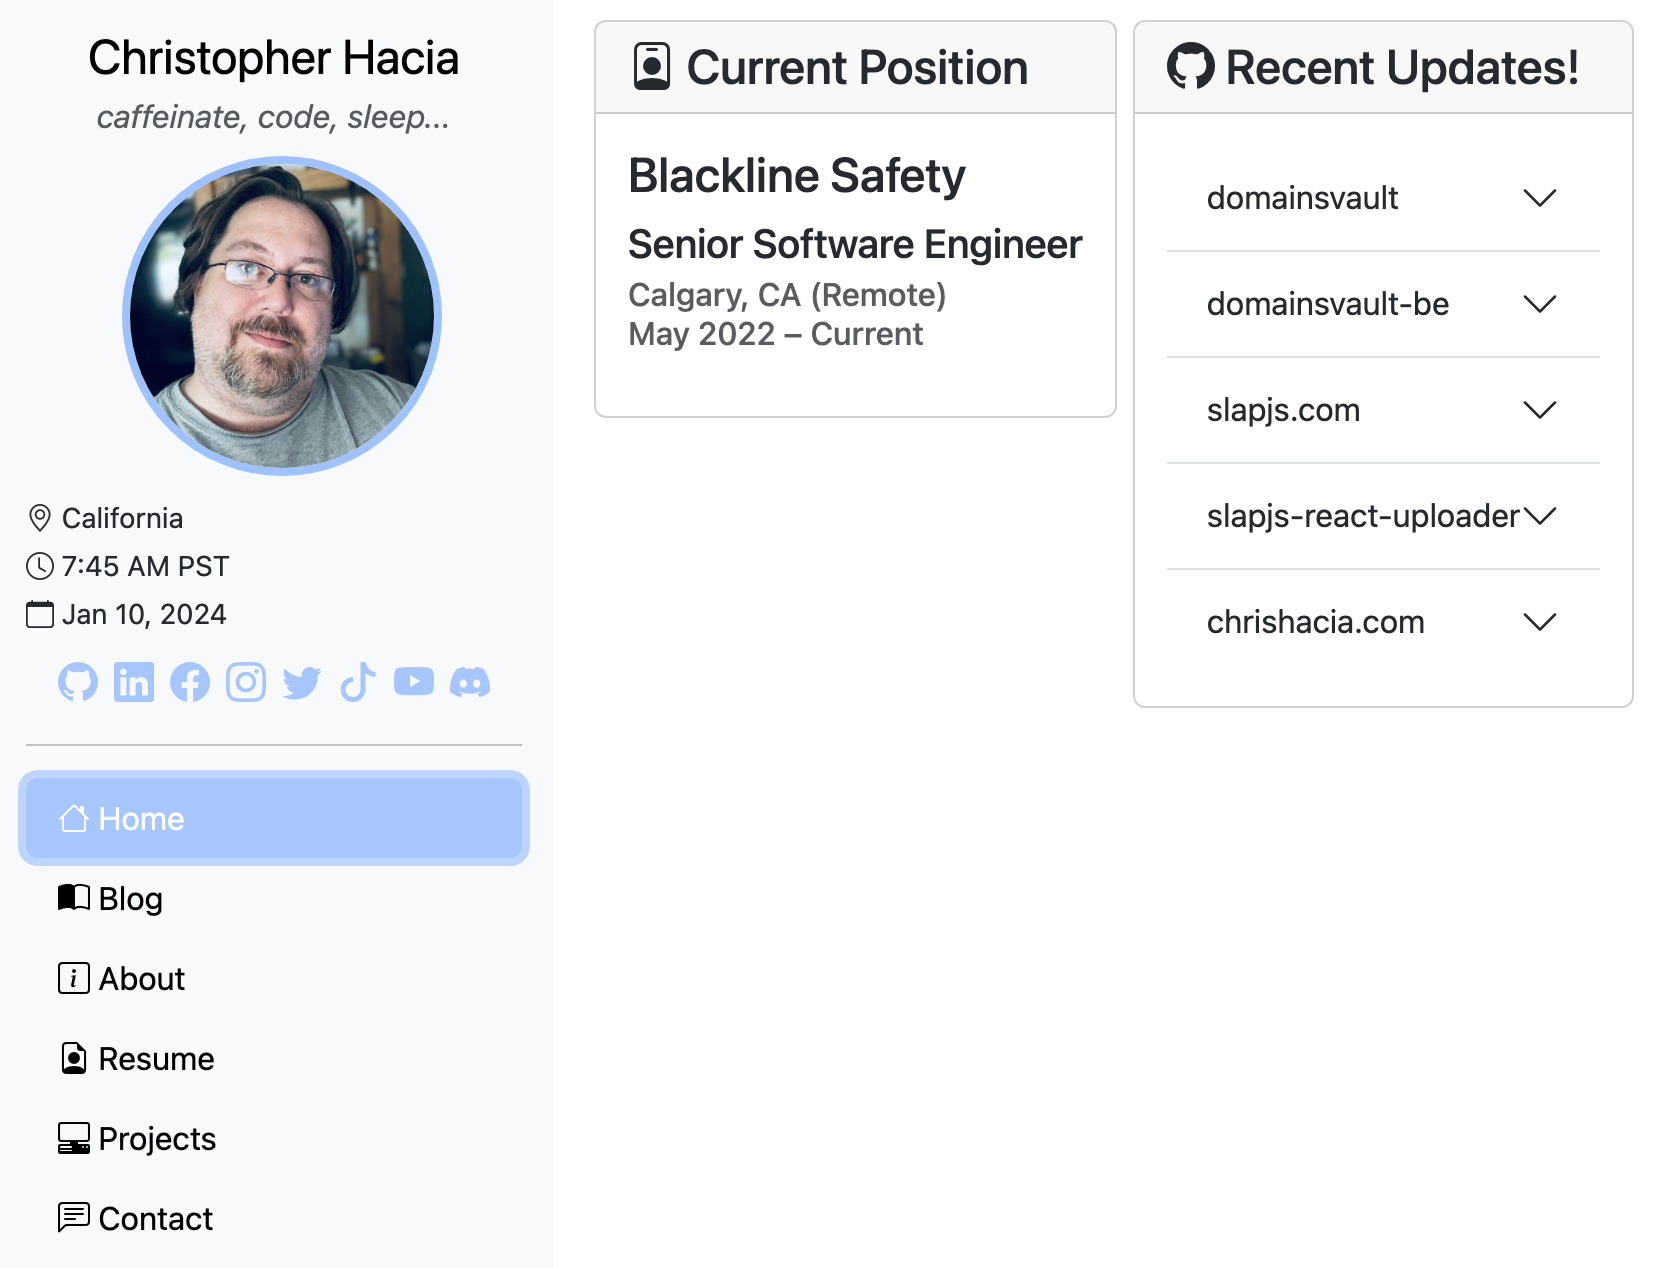 Christopher Hacia
caffeinate, code, sleep...
California
7:45 AM PST
Jan 10, 2024
Home
Blog
About
Resume
Projects
Contact
Current Position
Blackline Safety
Senior Software Engineer
Calgary, CA (Remote)
May 2022 – Current
Recent Updates!
domainsvault
domainsvault-be
slapjs.com
slapjs-react-uploader
chrishacia.com